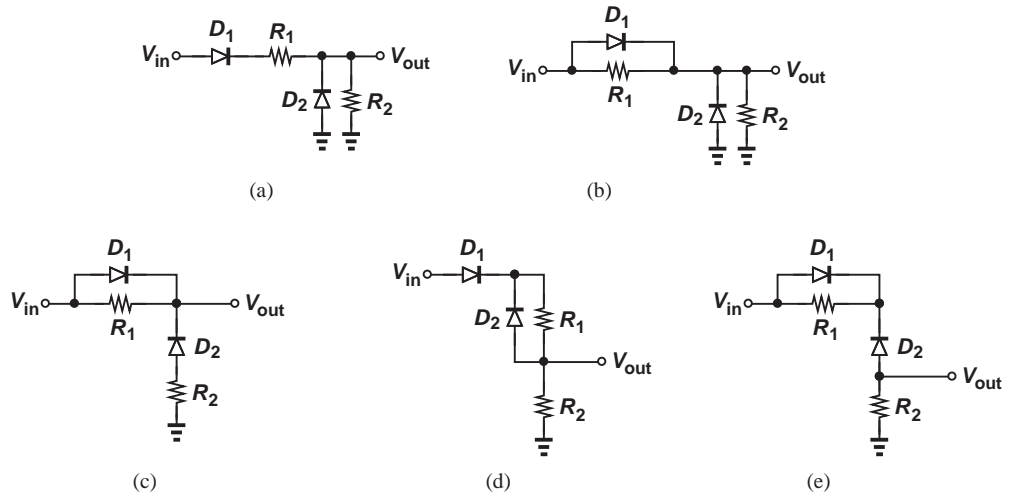 D1 R1
Vin Vout
D2 R2
(a)
D1
Vin Vout
R1
D2 R2
(b)
D1
Vin Vout
R1
D2
R2
(c)
D1
Vin
D2 R1
Vout
R2
(d)
D1
Vin
R1
D2
Vout
R2
(e)